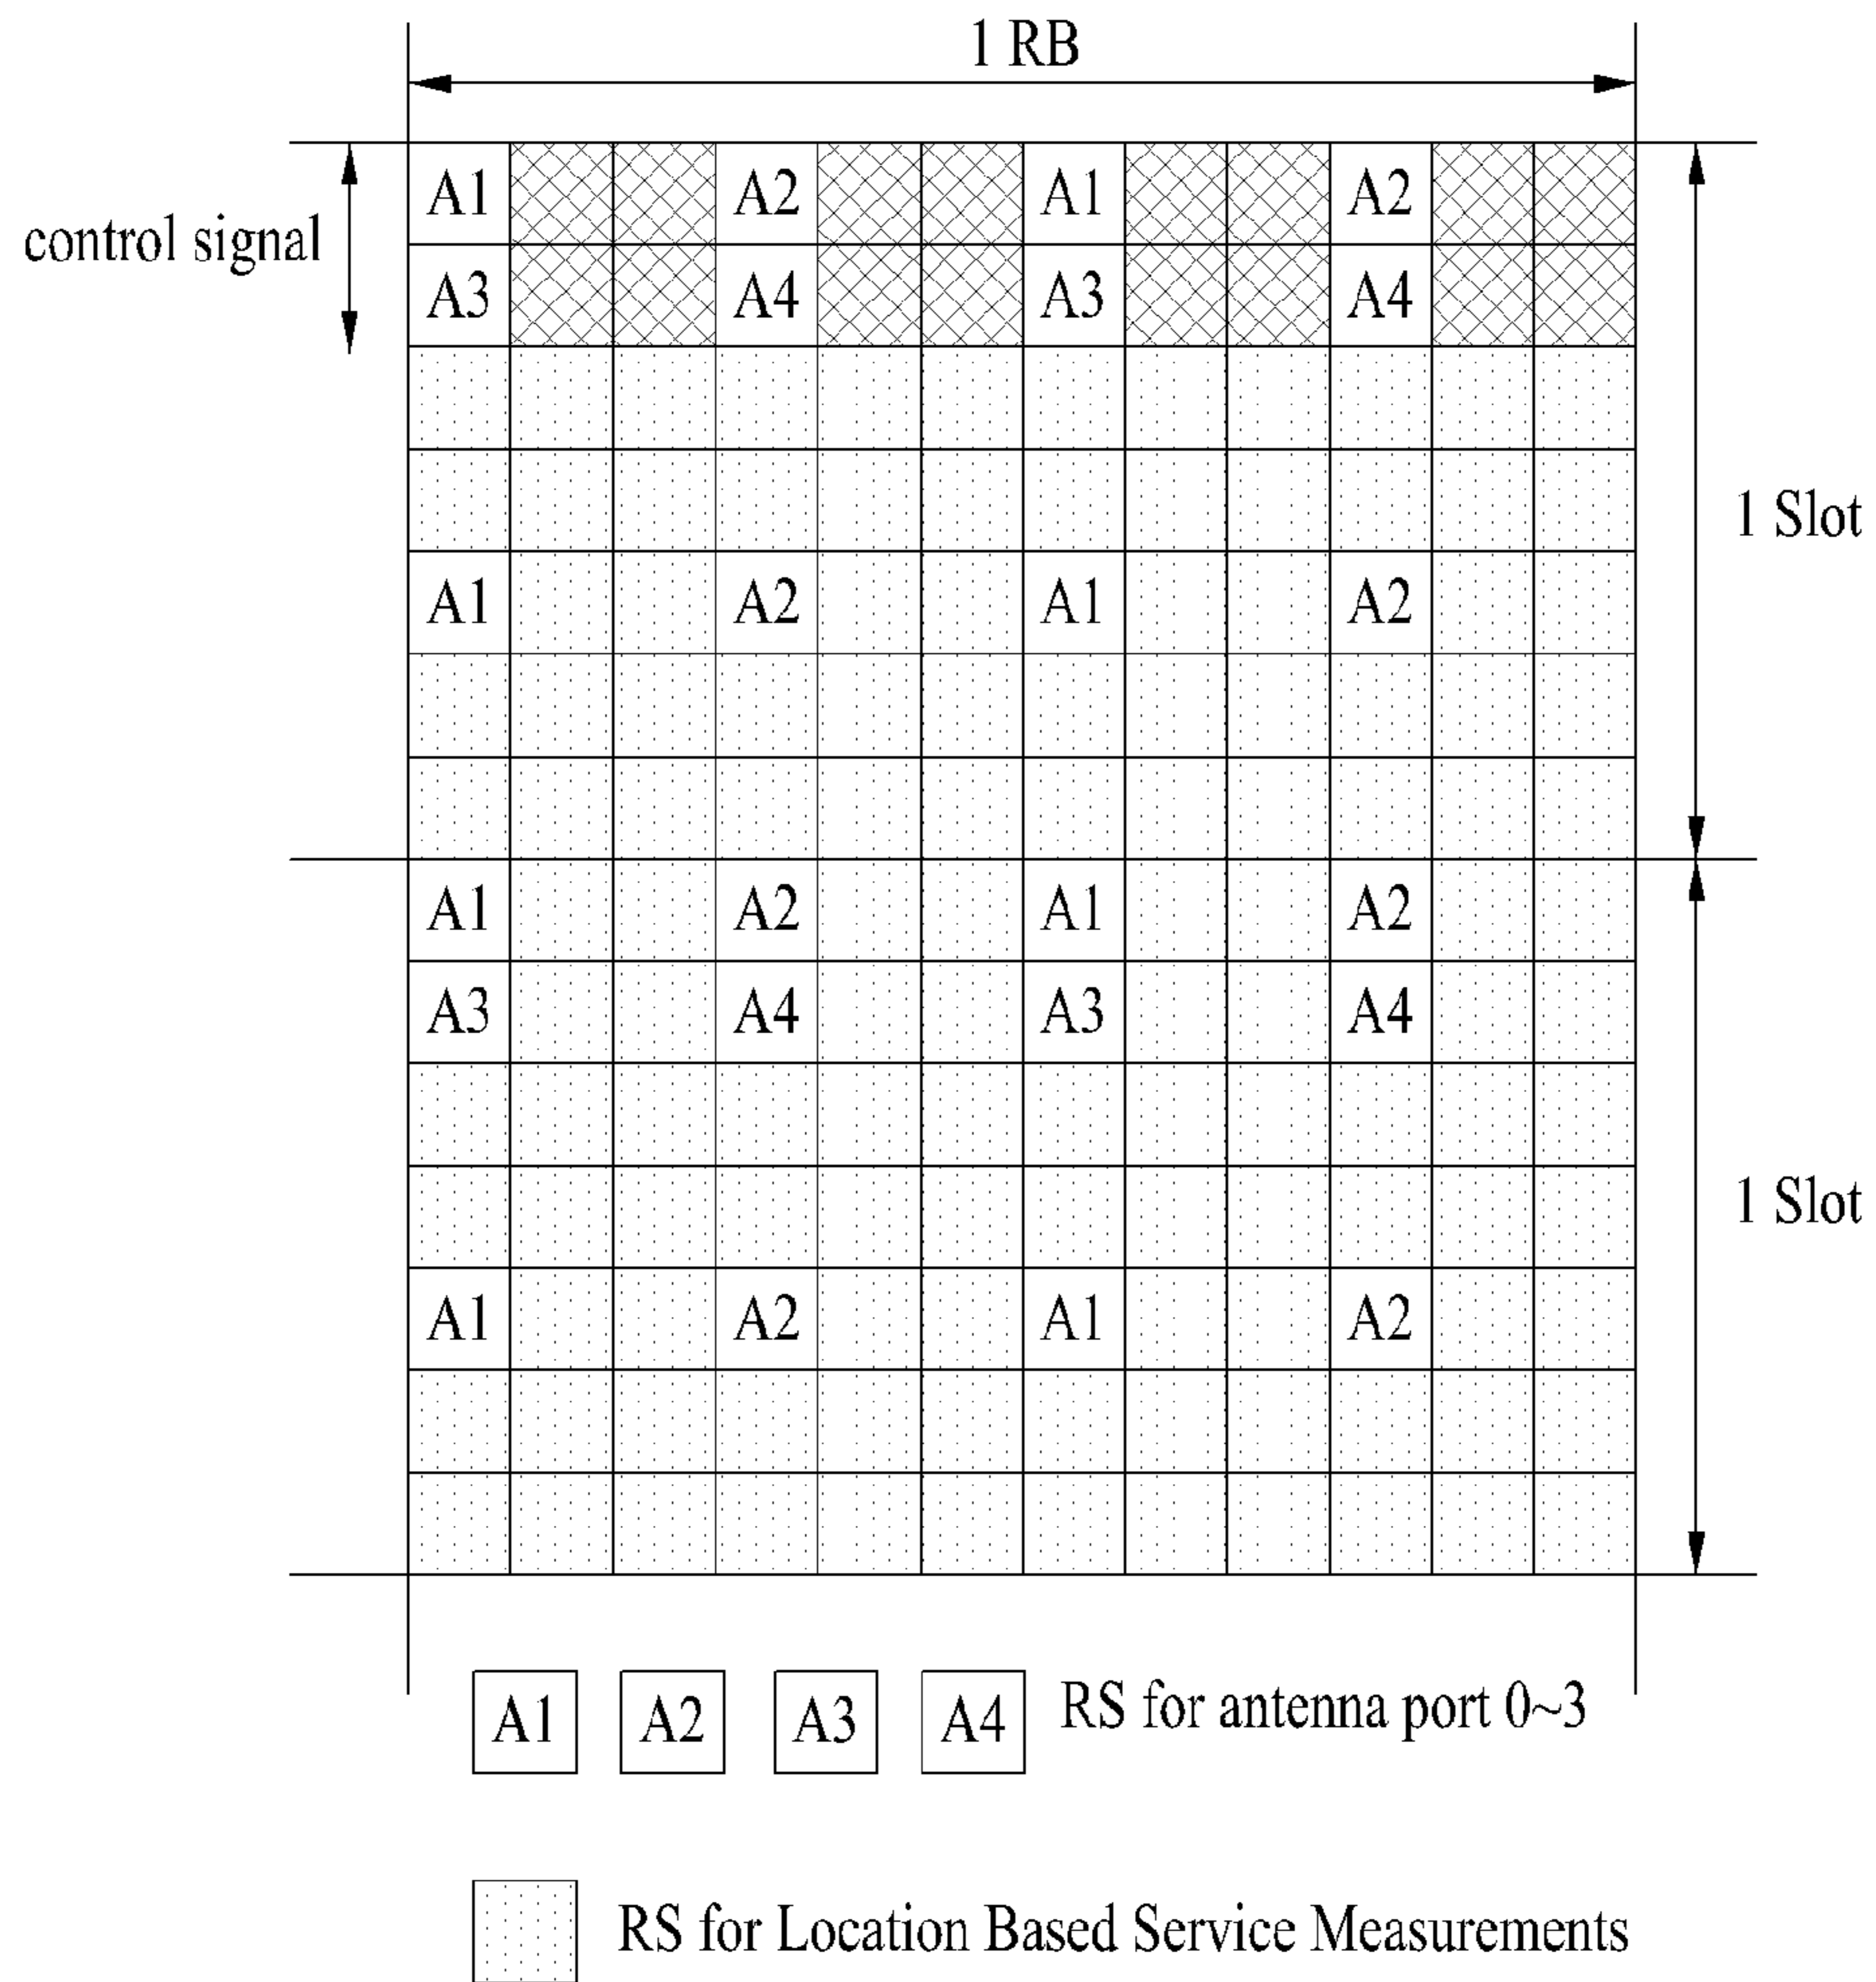 1 RB
control signal
A1 A2 A1 A2
A3 A4 A3 A4
1 Slot
A1 A2 A1 A2
A1 A2 A1 A2
A3 A4 A3 A4
1 Slot
A1 A2 A1 A2
A1 A2 A3 A4 RS for antenna port 0~3
RS for Location Based Service Measurements